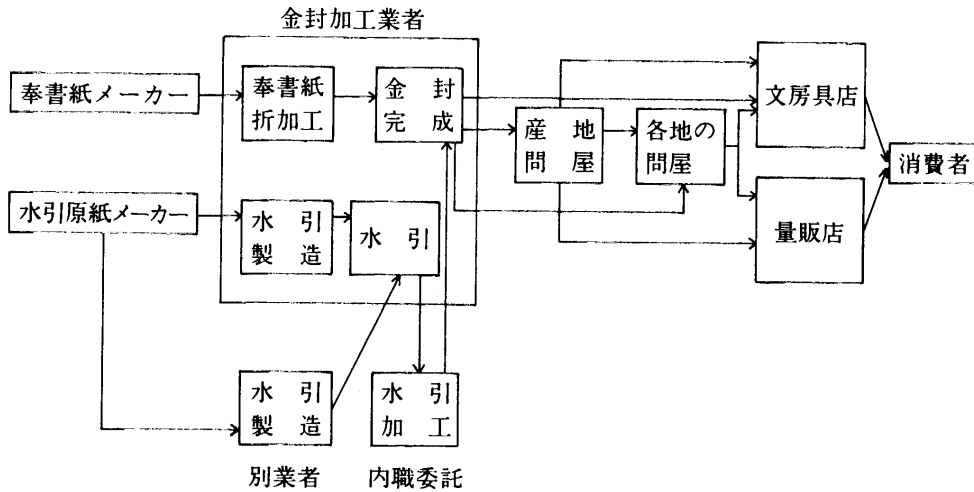 金封加工業者
奉書紙メーカー
奉書紙
折加工
金封
完成
産地
問屋
各地の
問屋
文房具店
消費者
水引原紙メーカー
水引
製造
水引
量販店
水引
製造
水引
加工
別業者
内職委託